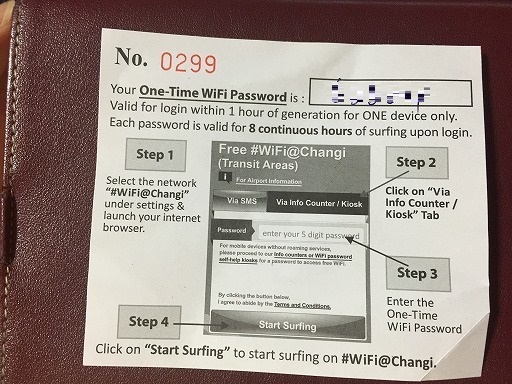 No. 0299
Your One-Time WiFi Password is :
Valid for login within 1 hour of generation for ONE device only.
Each password is valid for 8 continuous hours of surfing upon login.
Step 1
Select the network
"#WiFi@Changi"
under settings &
launch your internet
browser.
Free #WiFi@Changi
(Transit Areas)
i For Airport Information
Via SMS
Via Info Counter / Kiosk
Password
enter your 5 digit password
For mobile devices without roaming services,
please proceed to our Info counters or WiFi password
self-help kiosks for a password to access free WiFi.
By clicking the button below,
I agree to abide by the Terms and Conditions.
Start Surfing
Step 2
Click on "Via
Info Counter /
Kiosk" Tab
Step 3
Enter the
One-Time
WiFi Password
Step 4
Click on "Start Surfing" to start surfing on #WiFi@Changi.